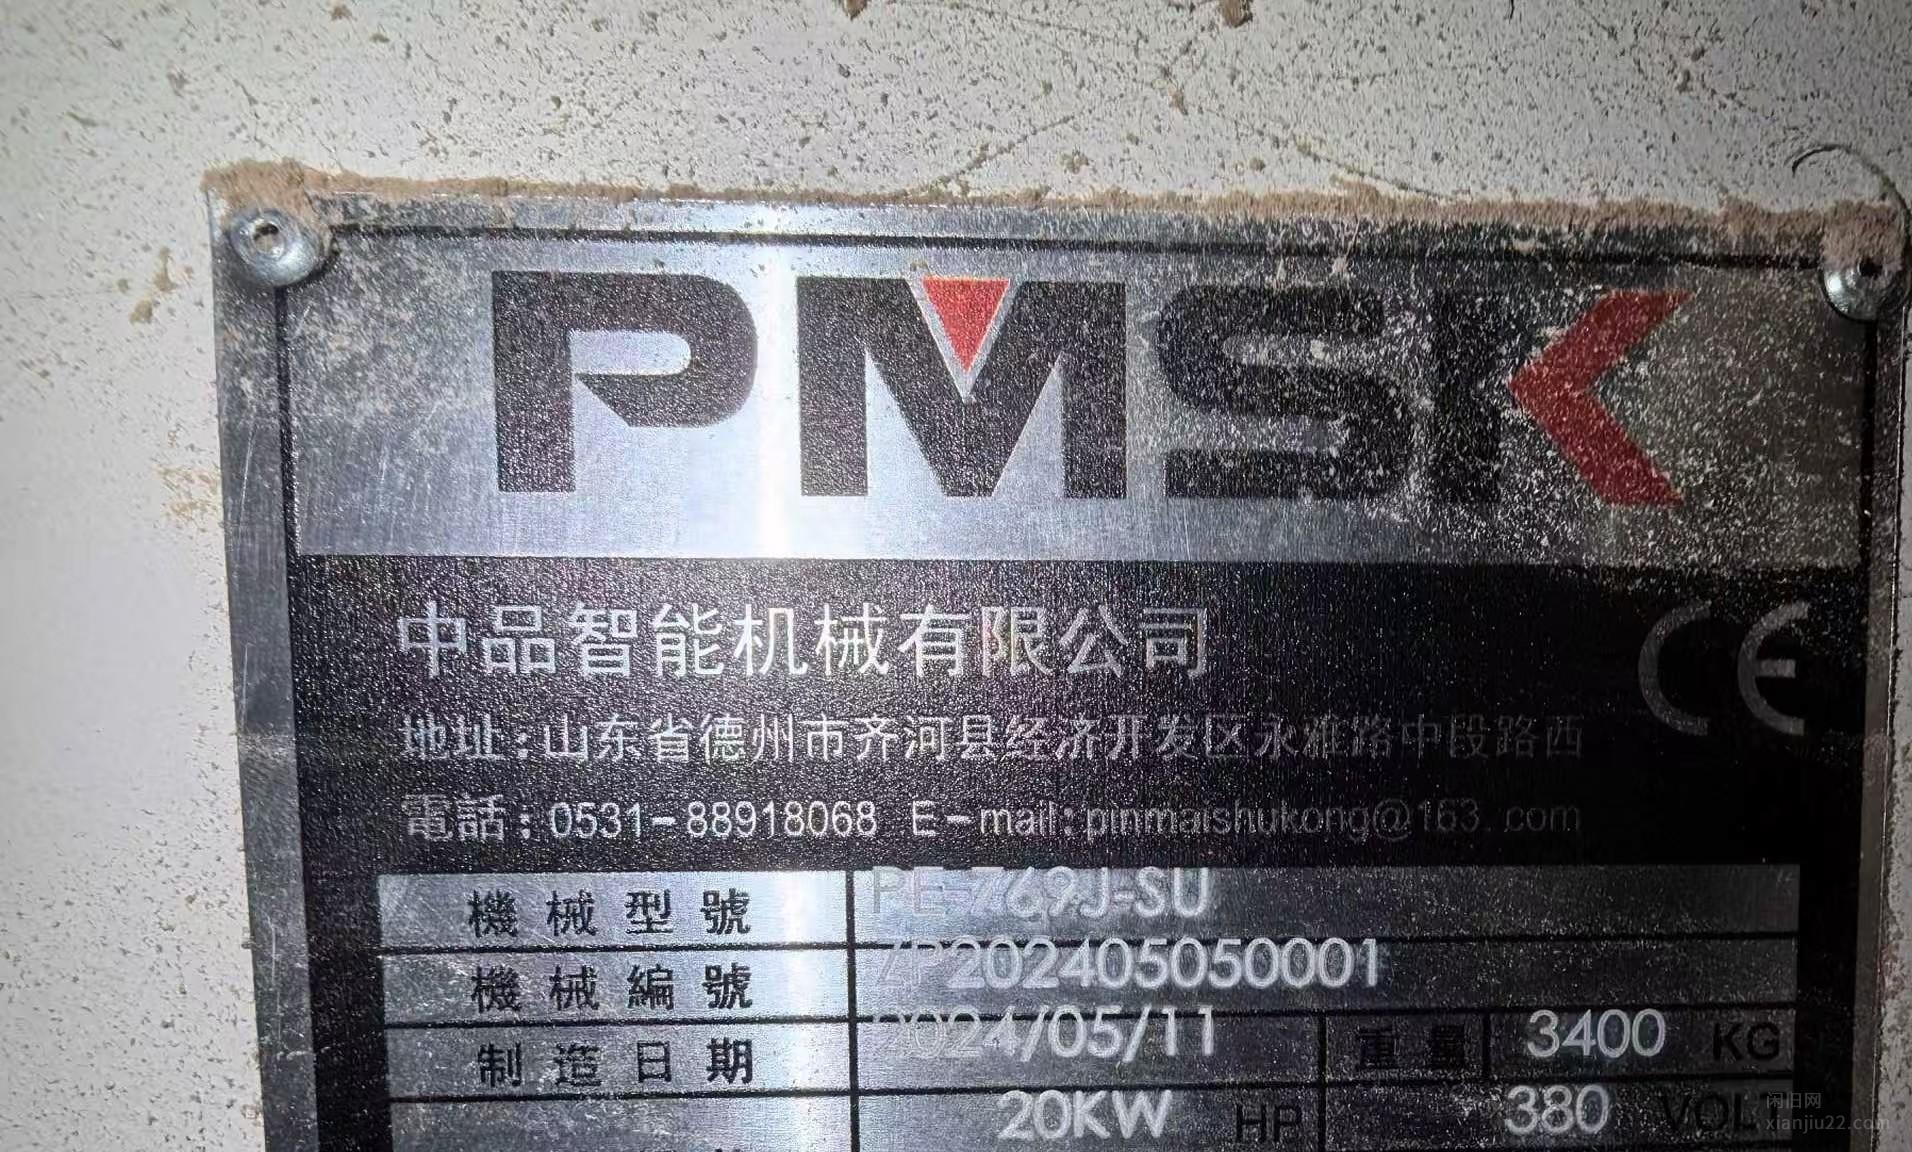 PMSK
中品智能机械有限公司
CE
地址:山东省德州市齐河县经济开发区永雅路中段路西
電話:0531-88918068 E-mail:pinmaishukong@163.com
機械型號 PE-769J-SU
機械編號 ZP202405050001
制造日期 2024/05/11 重量 3400 KG
20KW HP 380 VOLT
闲旧网
xianjiu22.com